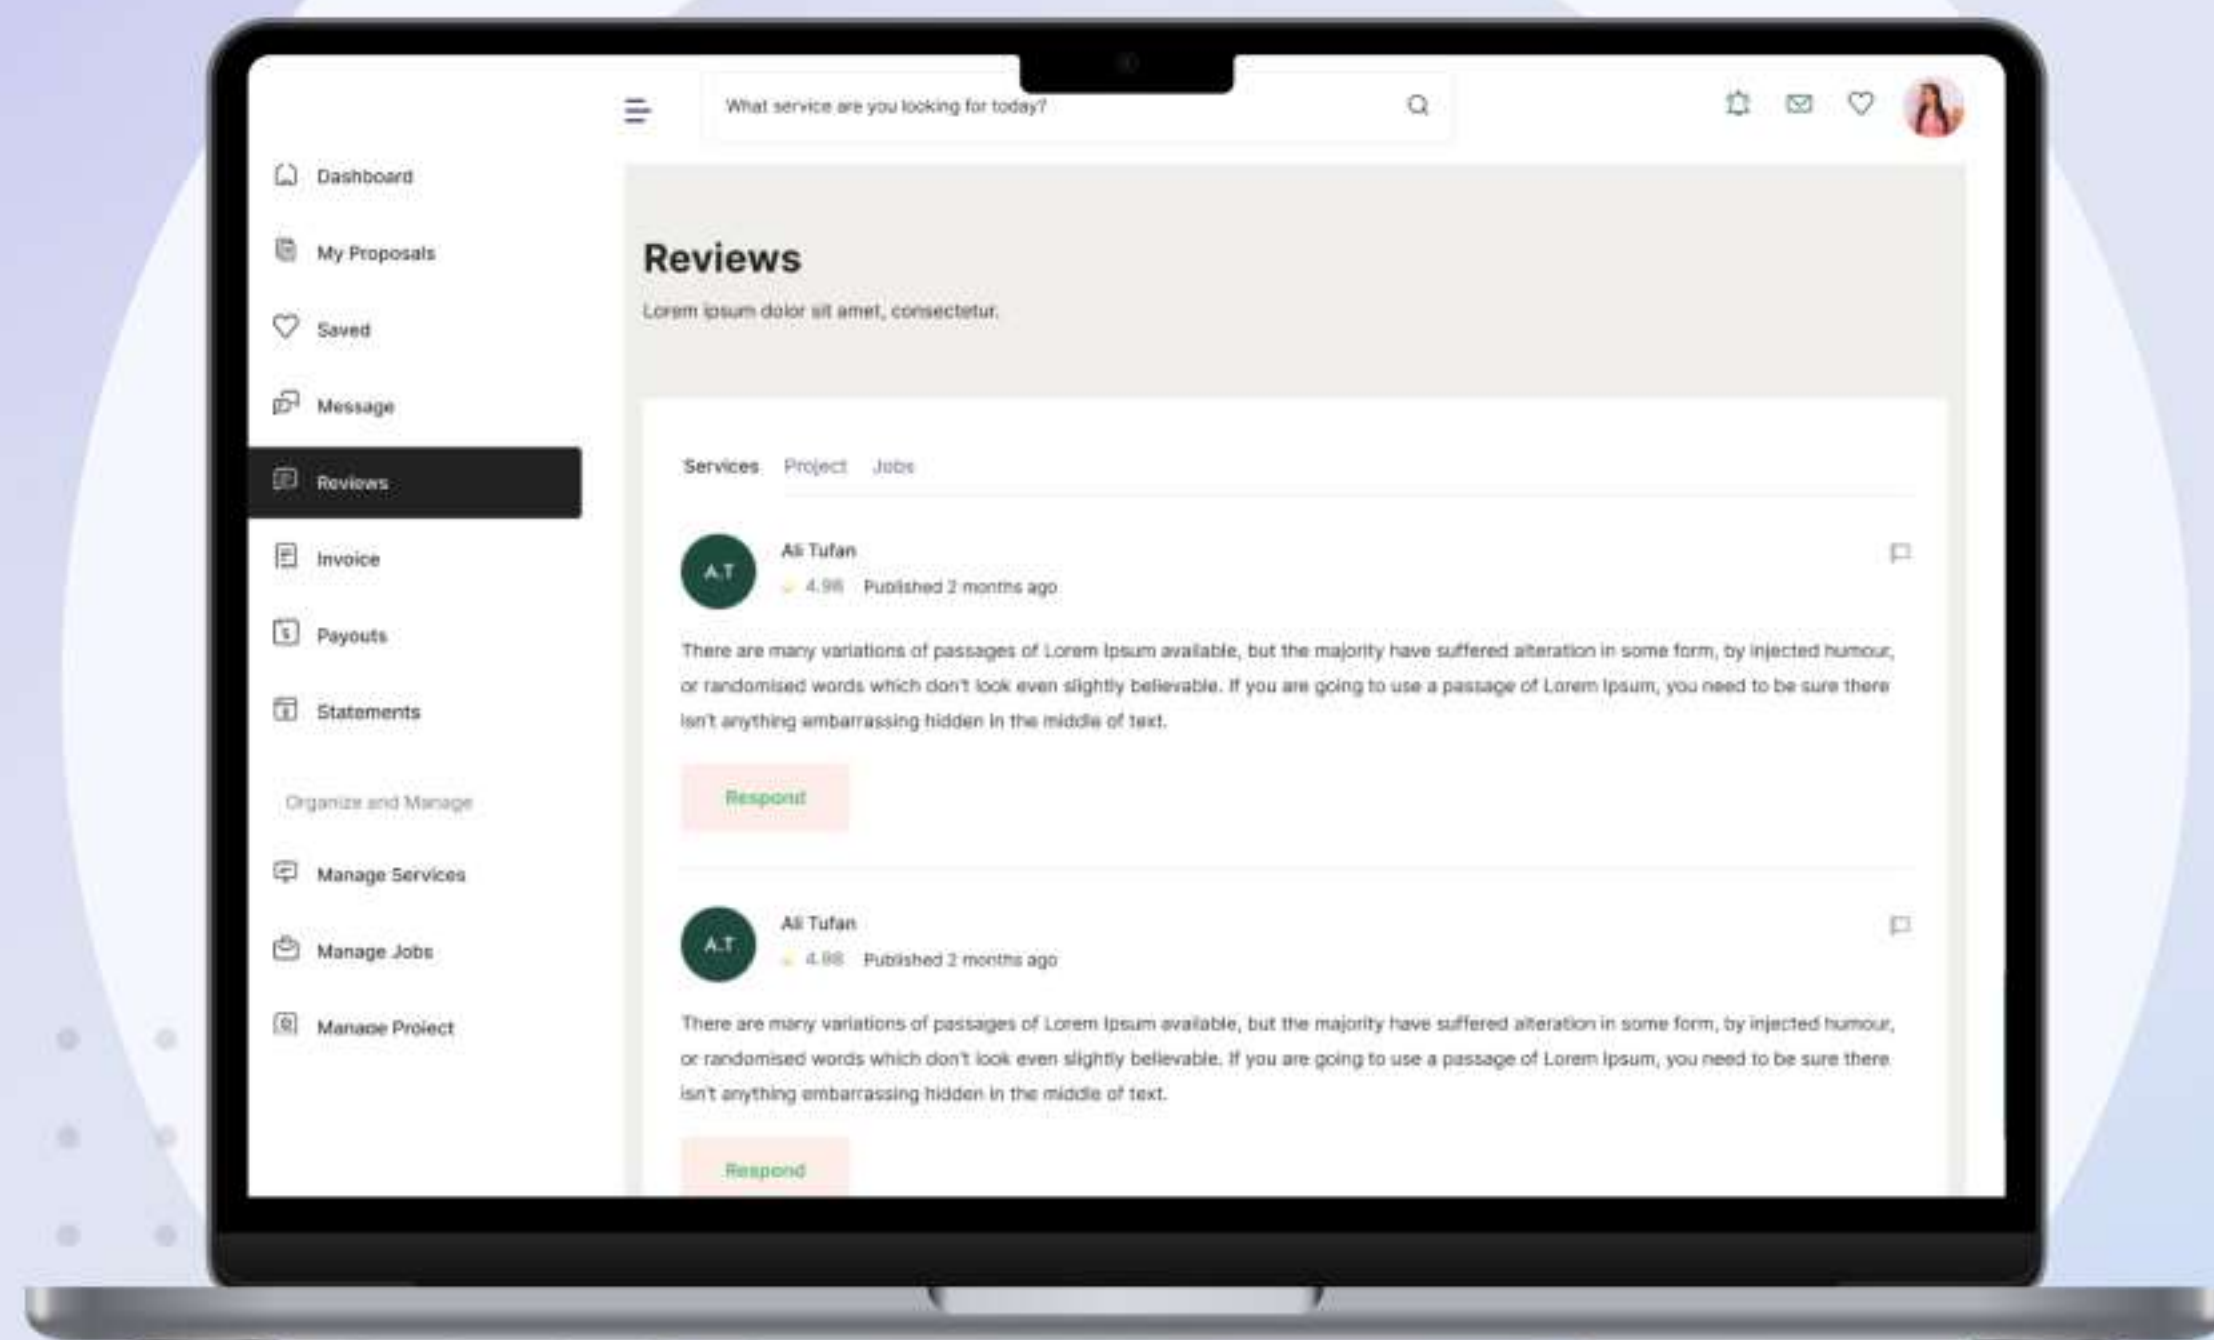 What service are you looking for today?
Dashboard
My Proposals
Saved
Message
Reviews
Invoice
Payouts
Statements
Organize and Manage
Manage Services
Manage Jobs
Manage Project
Reviews
Lorem ipsum dolor sit amet, consectetur.
Services Project Jobs
A.T
Ali Tufan
4.98 Published 2 months ago
There are many variations of passages of Lorem Ipsum available, but the majority have suffered alteration in some form, by injected humour,
or randomised words which don't look even slightly believable. If you are going to use a passage of Lorem Ipsum, you need to be sure there
isn't anything embarrassing hidden in the middle of text.
Respond
A.T
Ali Tufan
4.98 Published 2 months ago
There are many variations of passages of Lorem Ipsum available, but the majority have suffered alteration in some form, by injected humour,
or randomised words which don't look even slightly believable. If you are going to use a passage of Lorem Ipsum, you need to be sure there
isn't anything embarrassing hidden in the middle of text.
Respond